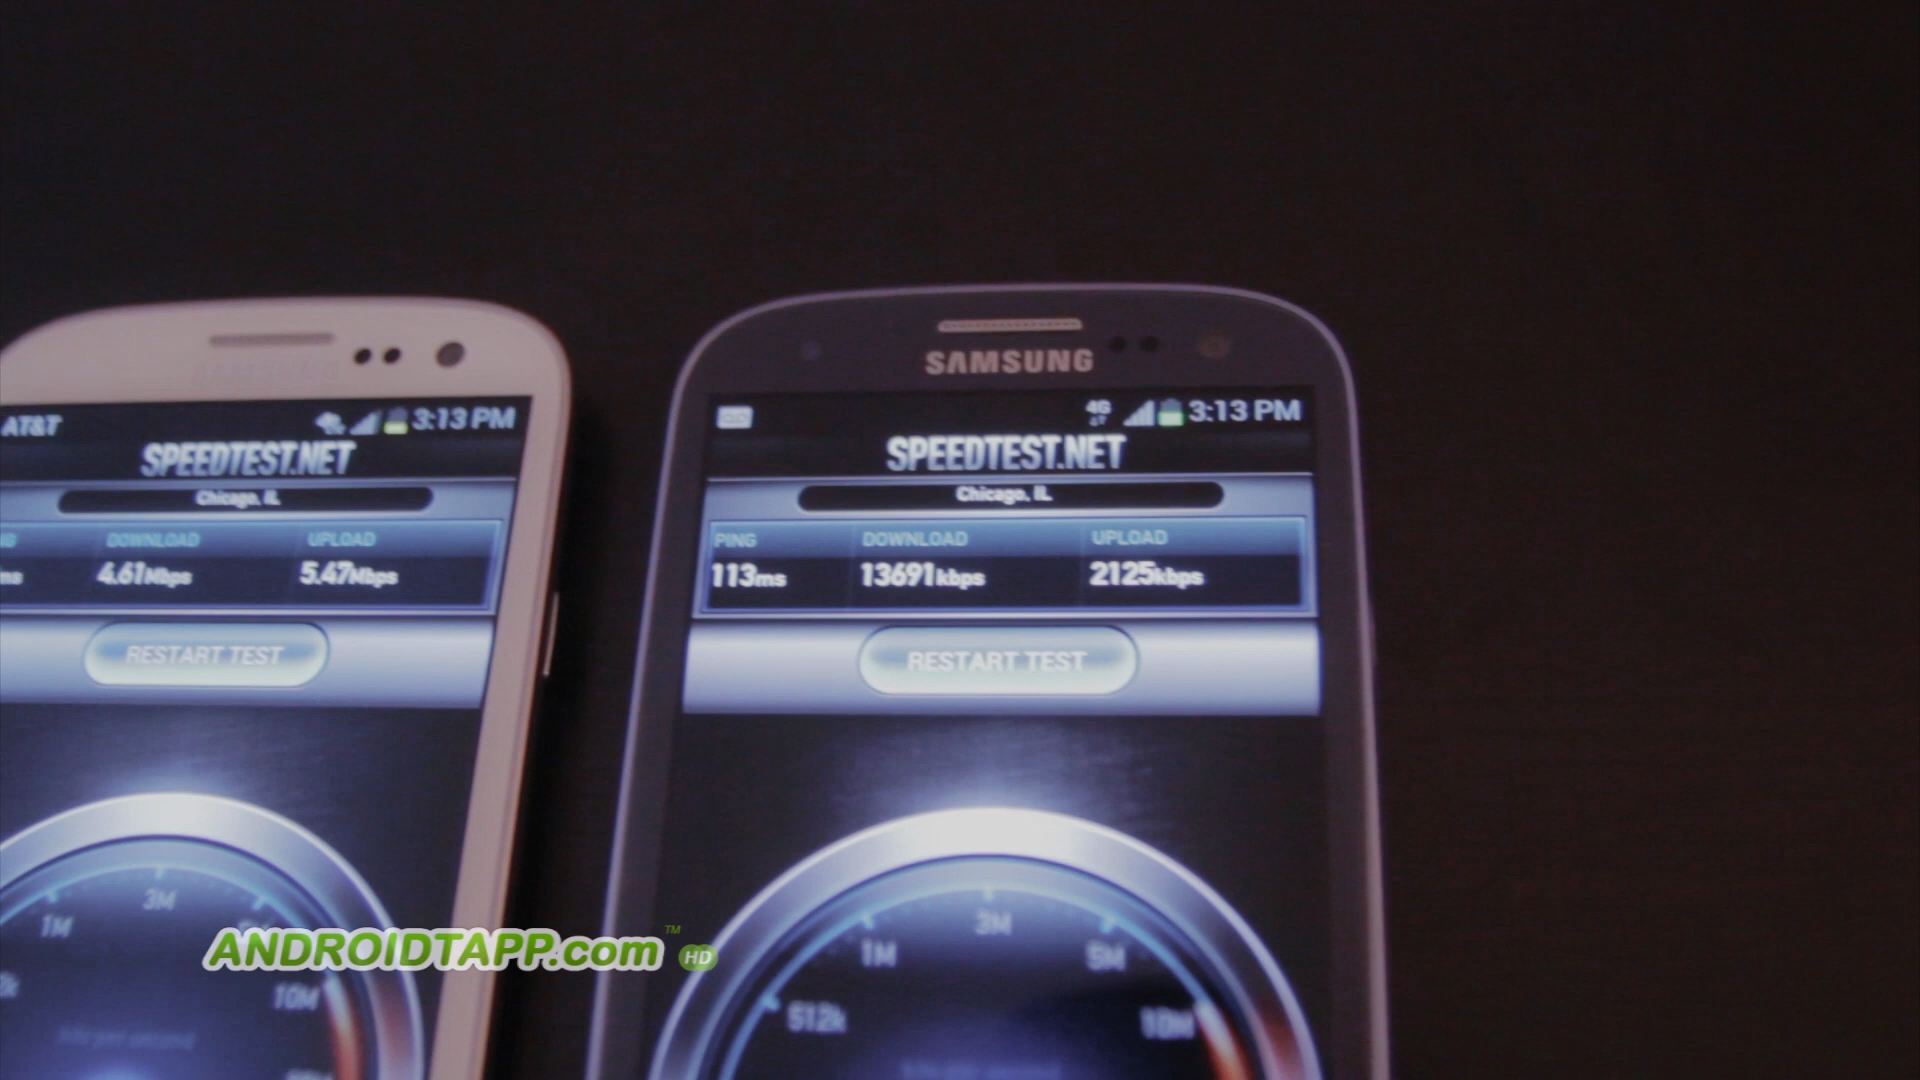 AT&T 3:13 PM
SPEEDTEST.NET
Chicago, IL
DOWNLOAD UPLOAD
ms 4.61Mbps 5.47Mbps
RESTART TEST
1M 3M
10M
SAMSUNG
4G 3:13 PM
SPEEDTEST.NET
Chicago, IL
PING DOWNLOAD UPLOAD
113ms 13691kbps 2125kbps
RESTART TEST
512k 1M 3M 5M 10M
ANDROIDTAPP.com™ HD